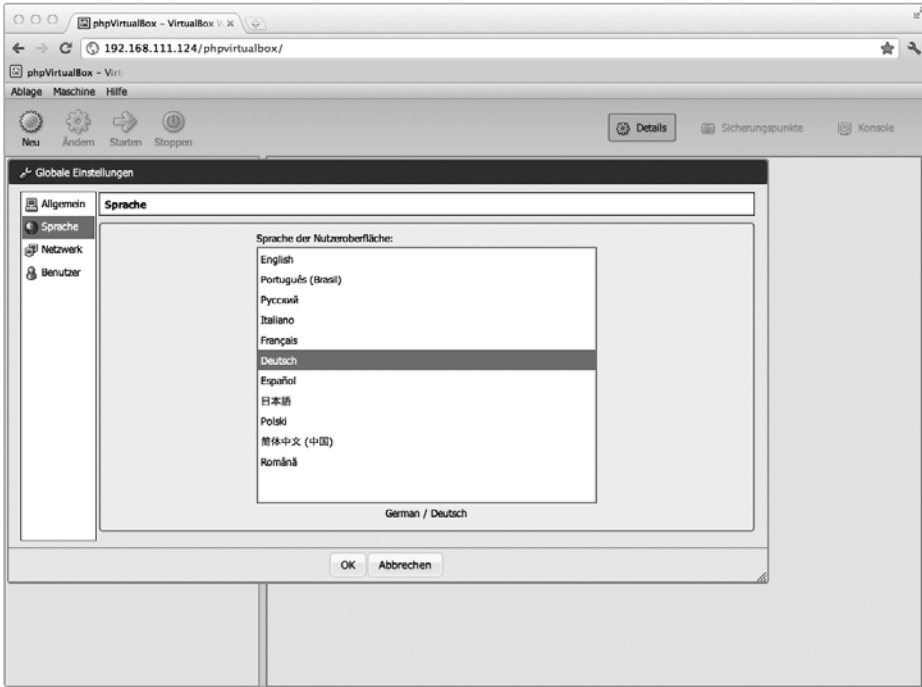 phpVirtualBox – VirtualBox
192.168.111.124/phpvirtualbox/
phpVirtualBox – Virt
Ablage Maschine Hilfe
Neu Ändern Starten Stoppen Details Sicherungspunkte Konsole
Globale Einstellungen
Allgemein
Sprache
Netzwerk
Benutzer
Sprache
Sprache der Nutzeroberfläche:
English
Português (Brasil)
Русский
Italiano
Français
Deutsch
Español
日本語
Polski
简体中文 (中国)
Română
German / Deutsch
OK Abbrechen